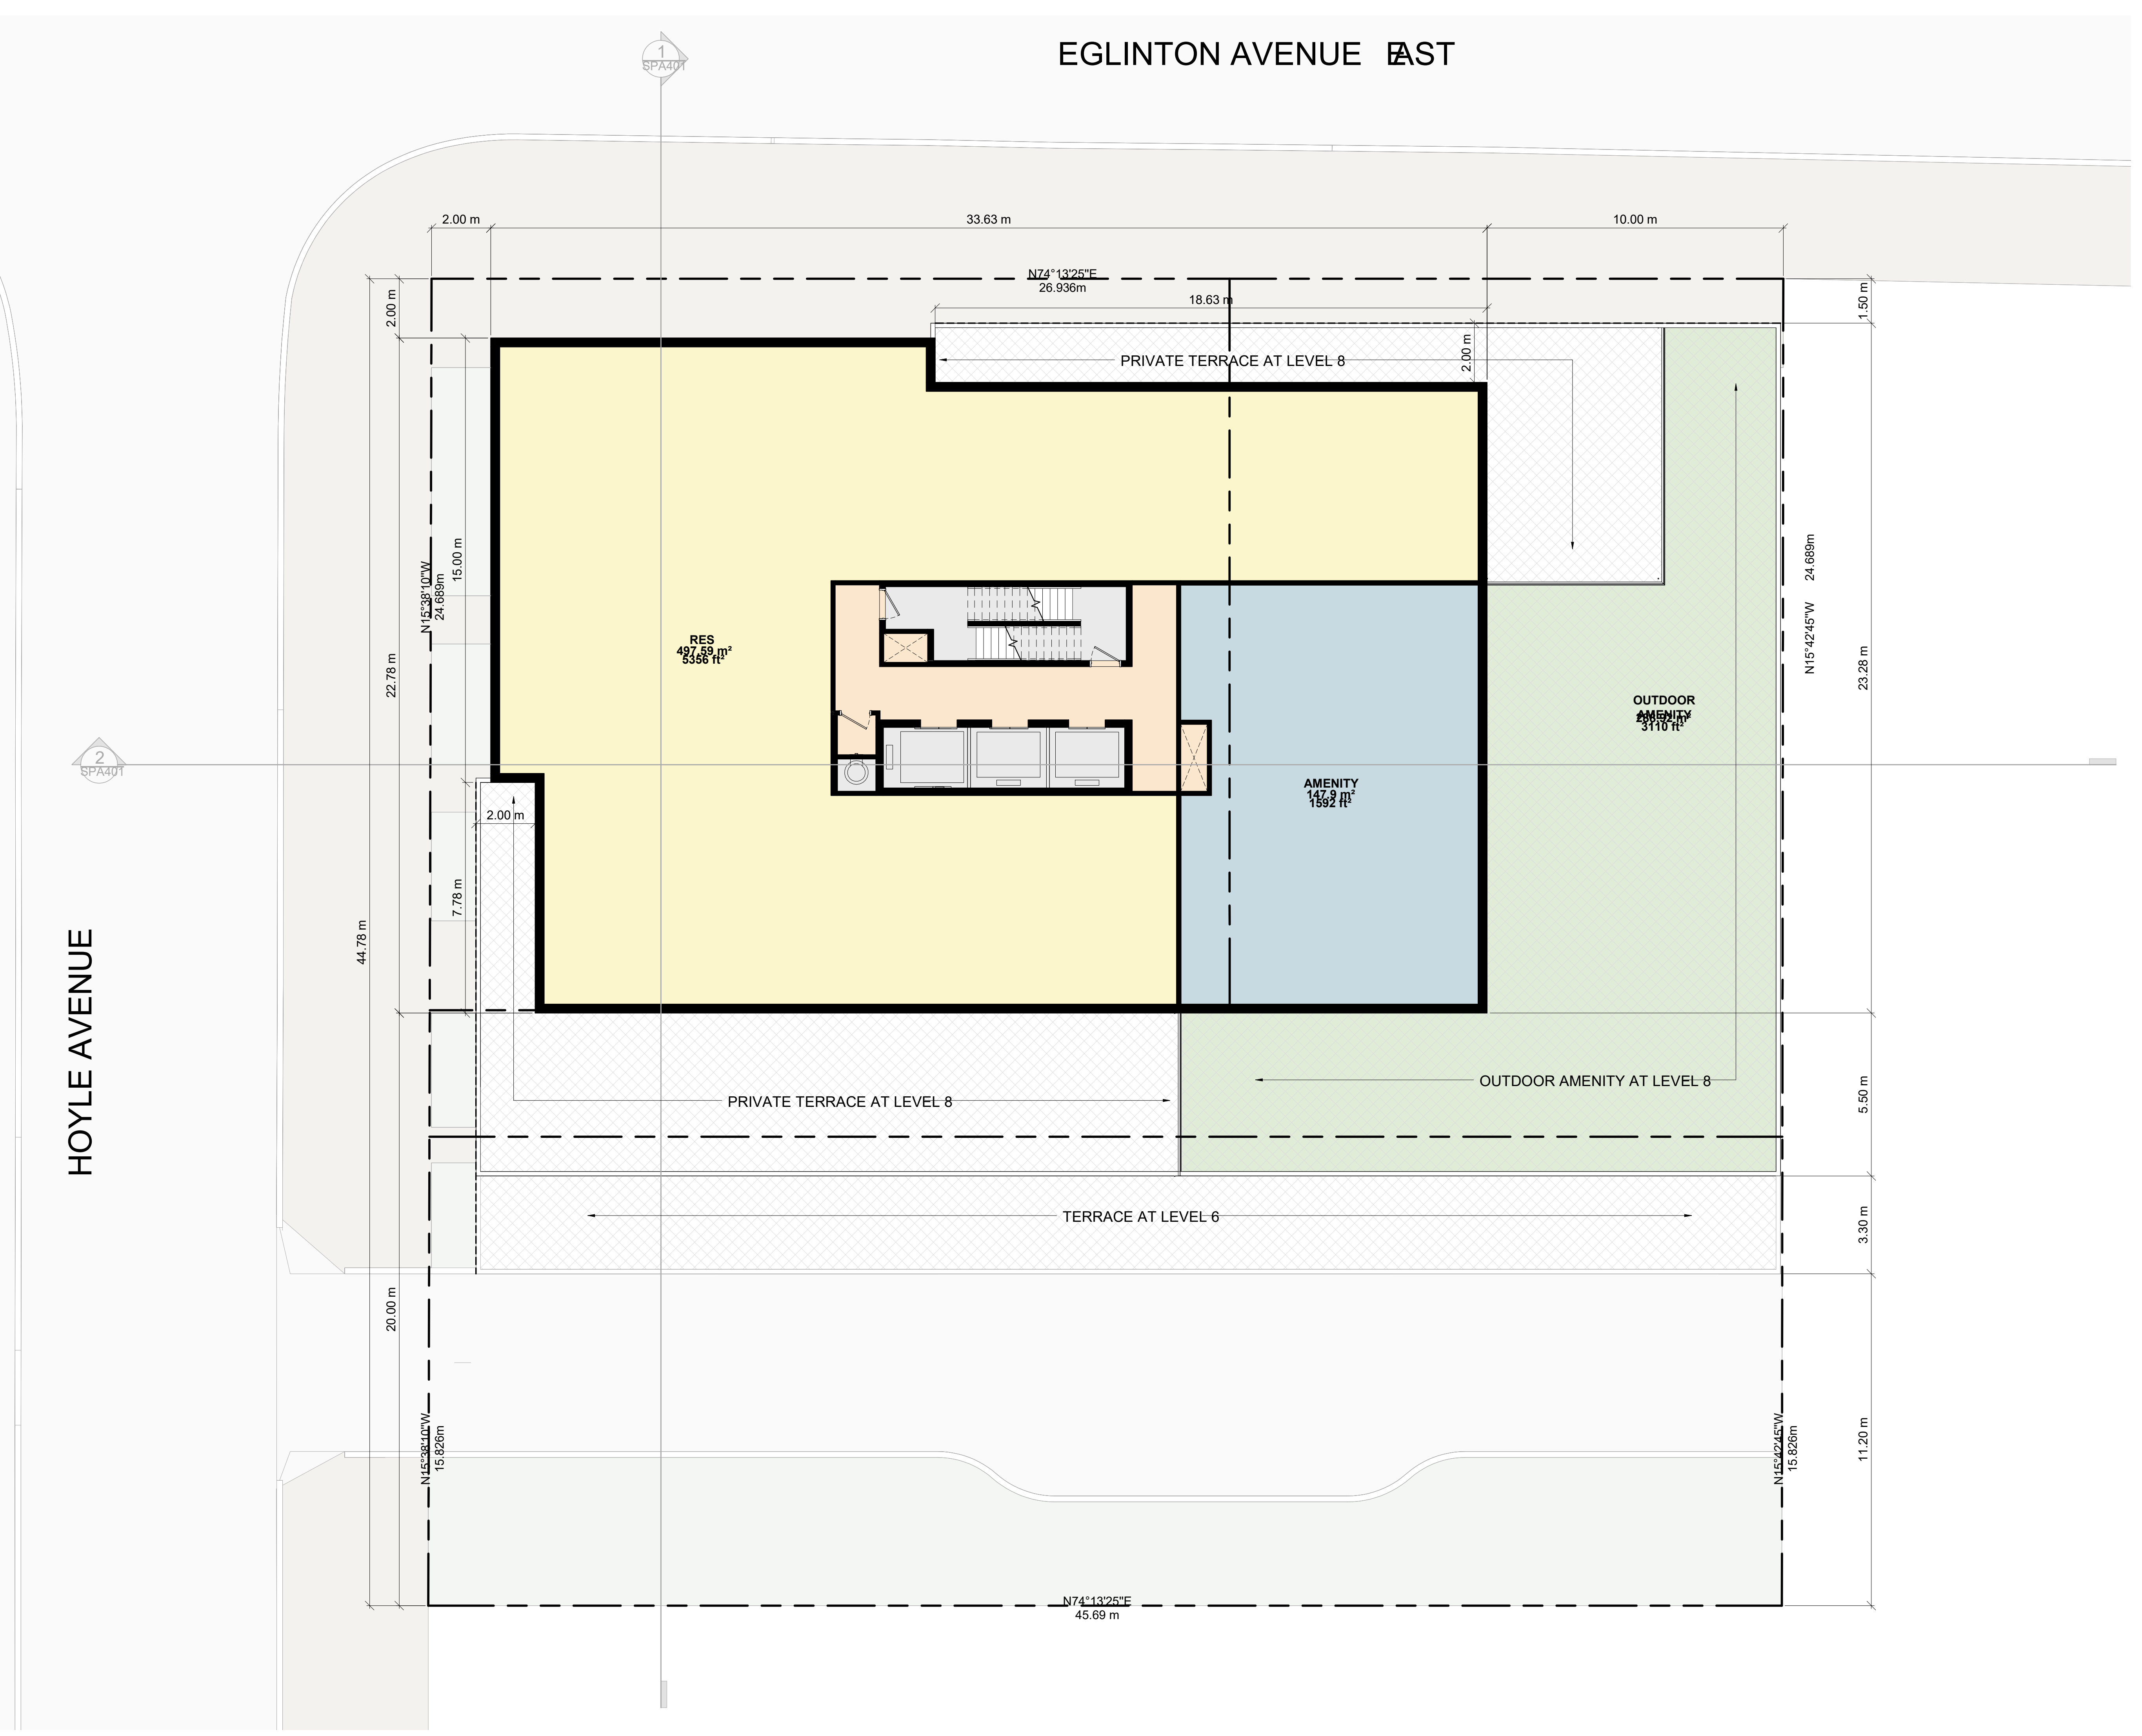 1
SPA401
EGLINTON AVENUE EAST
2.00 m
33.63 m
10.00 m
N74°13'25"E
26.936m
18.63 m
2.00 m
1.50 m
2.00 m
PRIVATE TERRACE AT LEVEL 8
15.00 m
N15°38'10"W
24.689m
24.689m
N15°42'45"W
22.78 m
23.28 m
RES
497.59 m²
5356 ft²
OUTDOOR
AMENITY
3110 ft²
2
SPA401
AMENITY
147.9 m²
1592 ft²
2.00 m
7.78 m
44.78 m
HOYLE AVENUE
PRIVATE TERRACE AT LEVEL 8
OUTDOOR AMENITY AT LEVEL 8
5.50 m
TERRACE AT LEVEL 6
3.30 m
20.00 m
N15°38'10"W
15.826m
N15°42'45"W
15.826m
11.20 m
N74°13'25"E
45.69 m